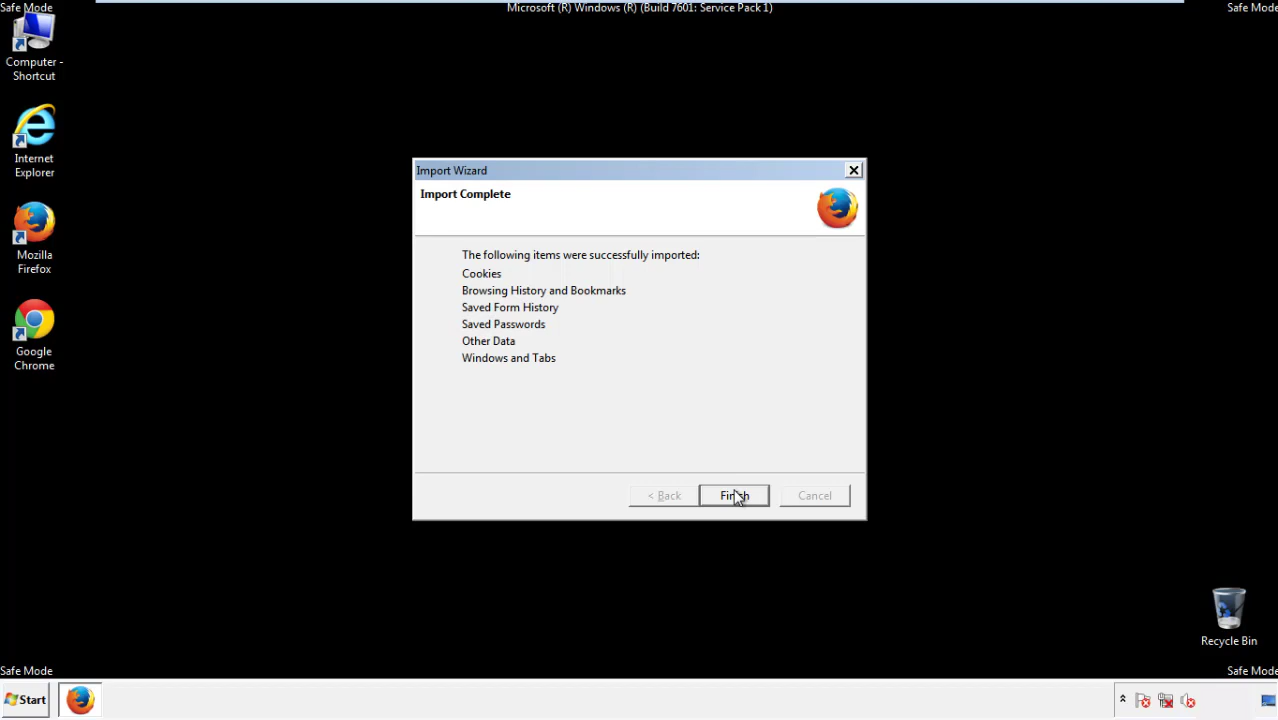 Safe Mode
Microsoft (R) Windows (R) (Build 7601: Service Pack 1)
Safe Mode
Computer -
Shortcut
Internet
Explorer
Mozilla
Firefox
Google
Chrome
Import Wizard
Import Complete
The following items were successfully imported:
Cookies
Browsing History and Bookmarks
Saved Form History
Saved Passwords
Other Data
Windows and Tabs
< Back
Finish
Cancel
Recycle Bin
Safe Mode
Safe Mode
Start